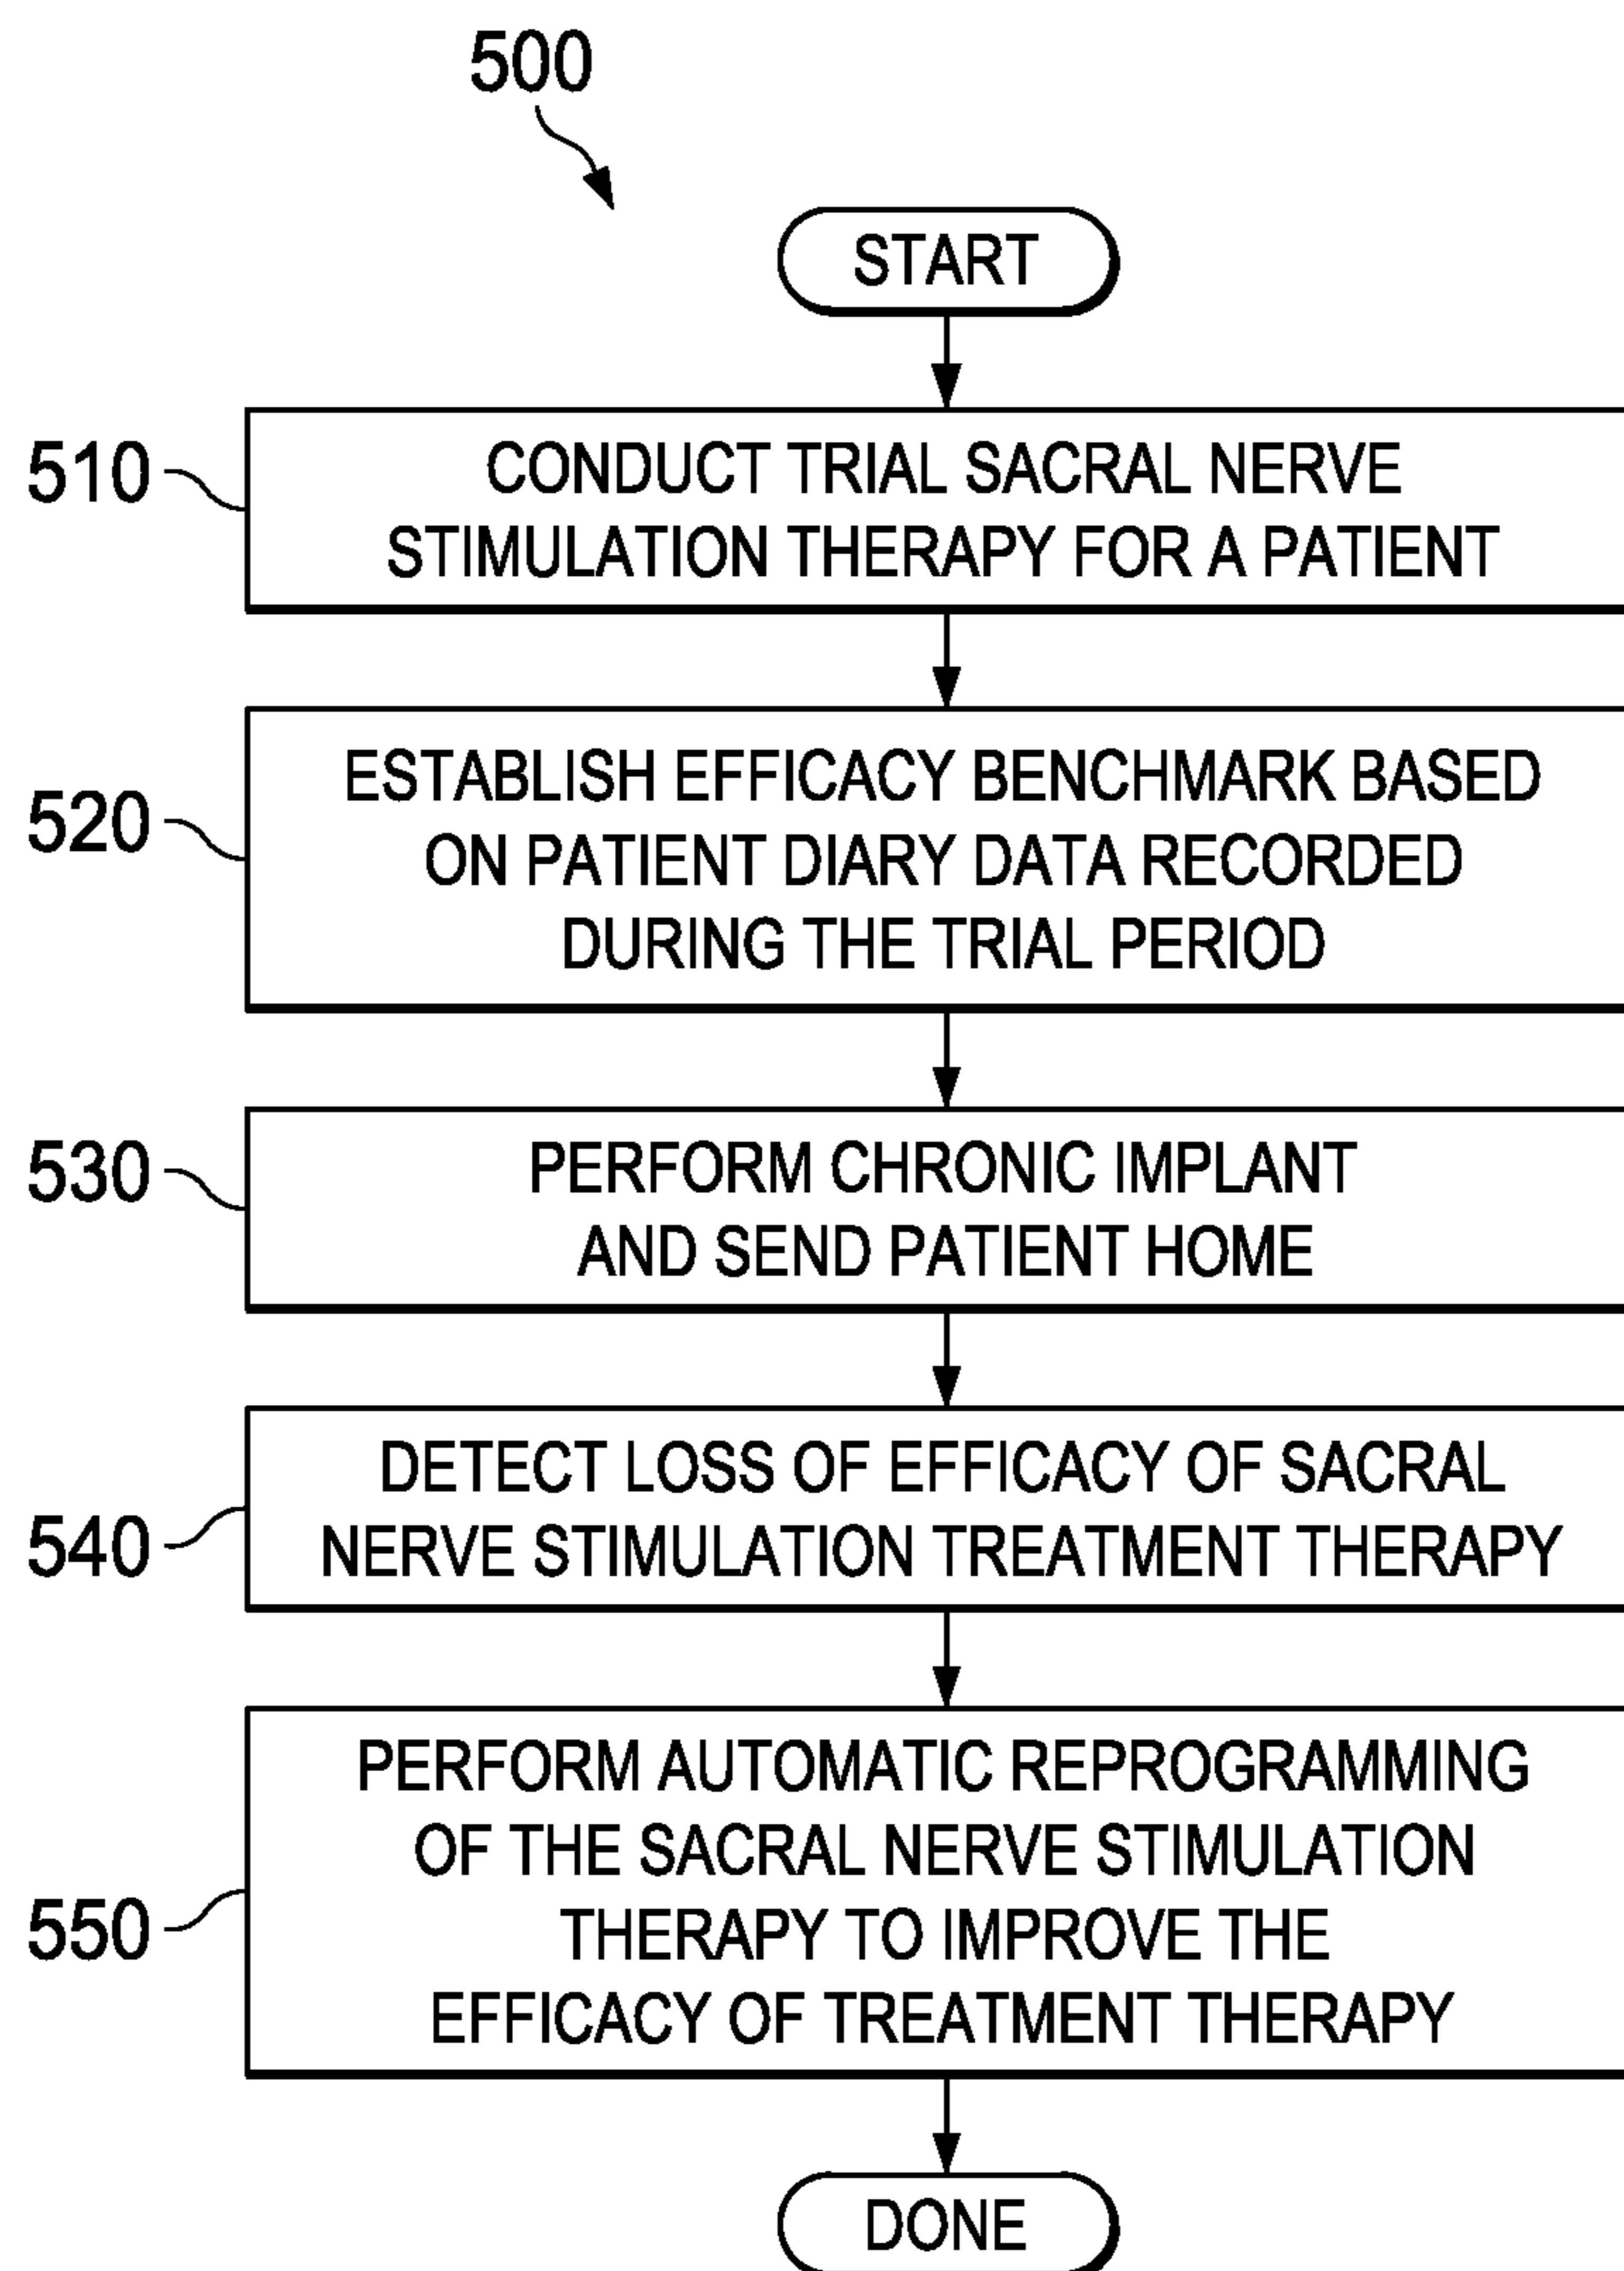 500
START
510
CONDUCT TRIAL SACRAL NERVE
STIMULATION THERAPY FOR A PATIENT
520
ESTABLISH EFFICACY BENCHMARK BASED
ON PATIENT DIARY DATA RECORDED
DURING THE TRIAL PERIOD
530
PERFORM CHRONIC IMPLANT
AND SEND PATIENT HOME
540
DETECT LOSS OF EFFICACY OF SACRAL
NERVE STIMULATION TREATMENT THERAPY
550
PERFORM AUTOMATIC REPROGRAMMING
OF THE SACRAL NERVE STIMULATION
THERAPY TO IMPROVE THE
EFFICACY OF TREATMENT THERAPY
DONE